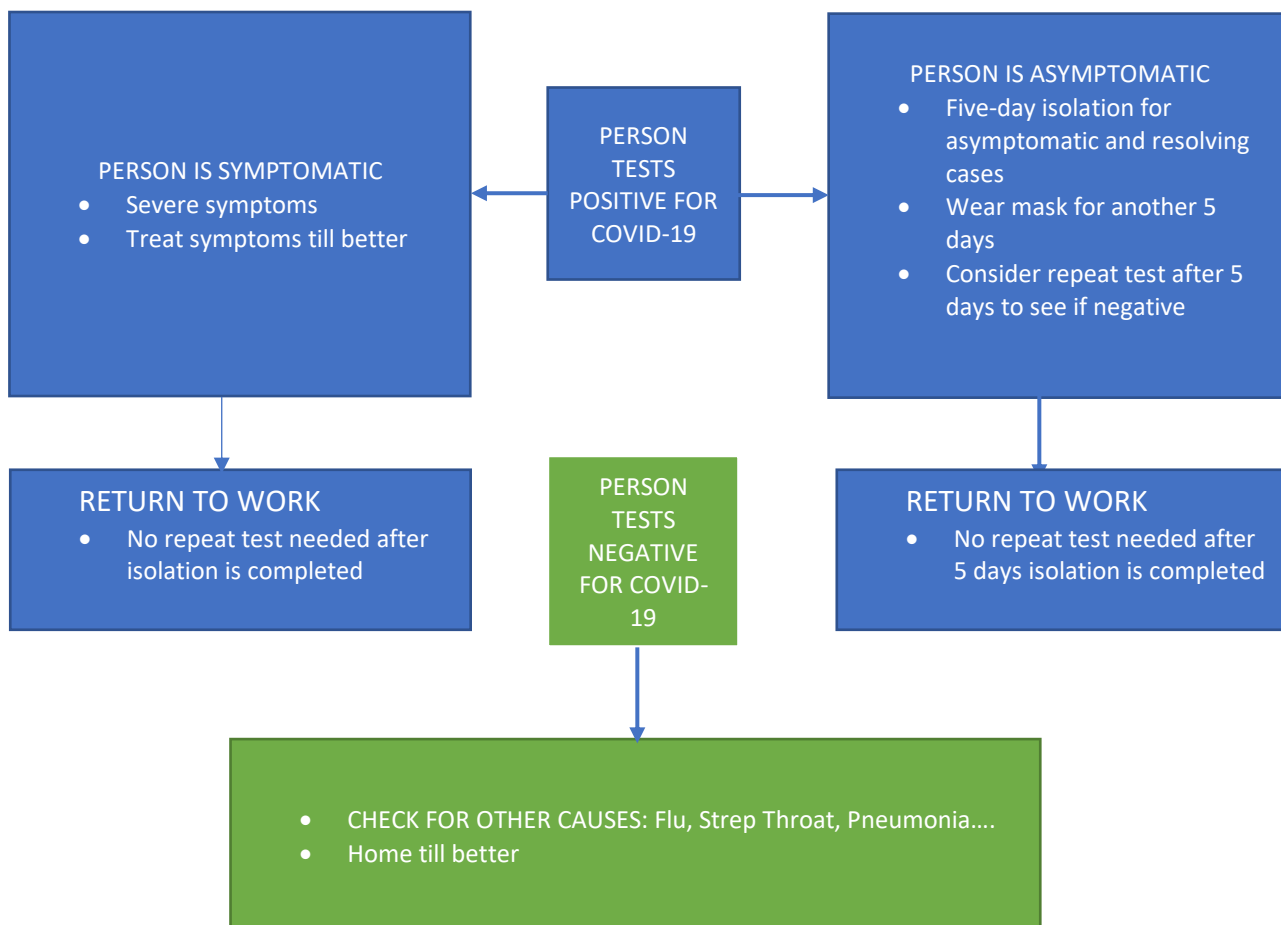 PERSON IS SYMPTOMATIC
• Severe symptoms
• Treat symptoms till better
PERSON
TESTS
POSITIVE FOR
COVID-19
PERSON IS ASYMPTOMATIC
• Five-day isolation for
asymptomatic and resolving
cases
• Wear mask for another 5
days
• Consider repeat test after 5
days to see if negative
RETURN TO WORK
• No repeat test needed after
isolation is completed
PERSON
TESTS
NEGATIVE
FOR COVID-
19
RETURN TO WORK
• No repeat test needed after
5 days isolation is completed
• CHECK FOR OTHER CAUSES: Flu, Strep Throat, Pneumonia….
• Home till better